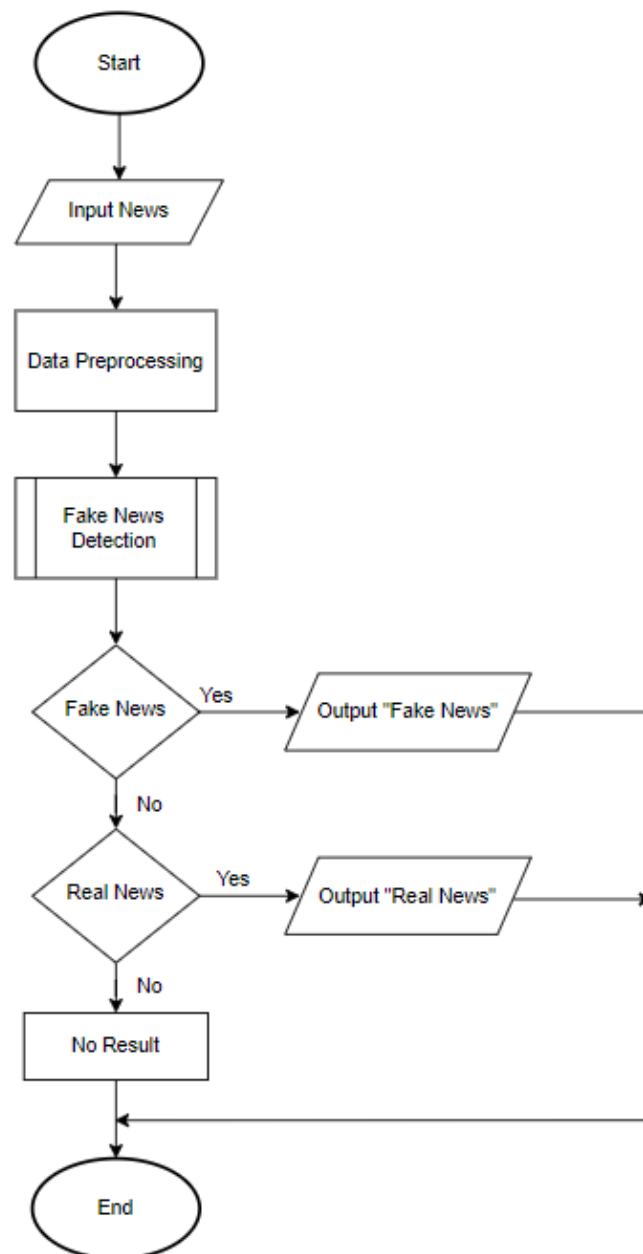 Start
Input News
Data Preprocessing
Fake News
Detection
Fake News
Yes
Output "Fake News"
No
Real News
Yes
Output "Real News"
No
No Result
End